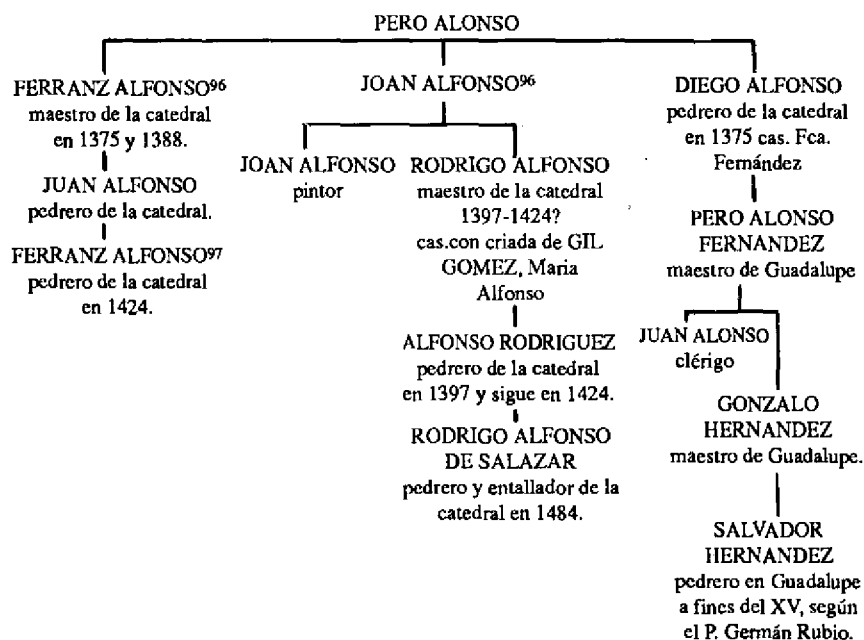 PERO ALONSO
FERRANZ ALFONSO96
maestro de la catedral
en 1375 y 1388.
JUAN ALFONSO
pedrero de la catedral.
FERRANZ ALFONSO97
pedrero de la catedral
en 1424.
JOAN ALFONSO96
JOAN ALFONSO
pintor
RODRIGO ALFONSO
maestro de la catedral
1397-1424?
cas.con criada de GIL
GOMEZ, Maria
Alfonso
ALFONSO RODRIGUEZ
pedrero de la catedral
en 1397 y sigue en 1424.
RODRIGO ALFONSO
DE SALAZAR
pedrero y entallador de la
catedral en 1484.
DIEGO ALFONSO
pedrero de la catedral
en 1375 cas. Fca.
Fernández
PERO ALONSO
FERNANDEZ
maestro de Guadalupe
JUAN ALONSO
clérigo
GONZALO
HERNANDEZ
maestro de Guadalupe.
SALVADOR
HERNANDEZ
pedrero en Guadalupe
a fines del XV, según
el P. Germán Rubio.